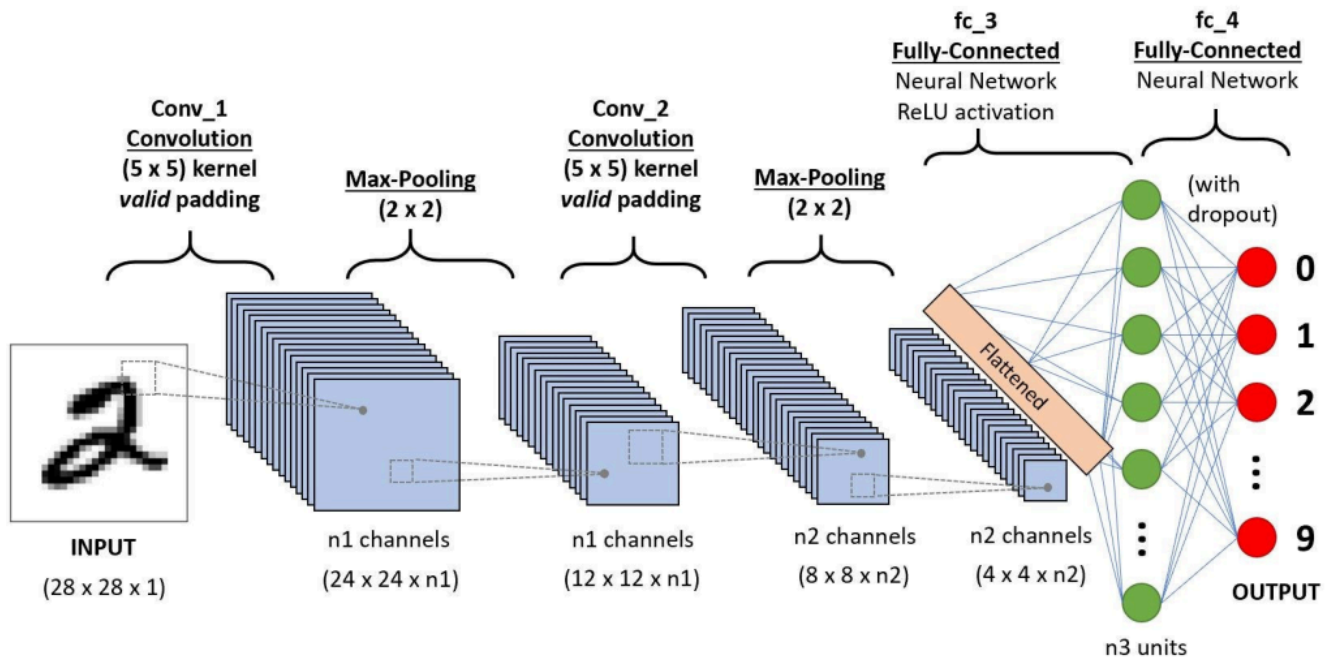 Conv_1
Convolution
(5 x 5) kernel
valid padding
Max-Pooling
(2 x 2)
Conv_2
Convolution
(5 x 5) kernel
valid padding
Max-Pooling
(2 x 2)
fc_3
Fully-Connected
Neural Network
ReLU activation
fc_4
Fully-Connected
Neural Network
(with
dropout)
Flattened
0
1
2
9
OUTPUT
2
INPUT
(28 x 28 x 1)
n1 channels
(24 x 24 x n1)
n1 channels
(12 x 12 x n1)
n2 channels
(8 x 8 x n2)
n2 channels
(4 x 4 x n2)
n3 units